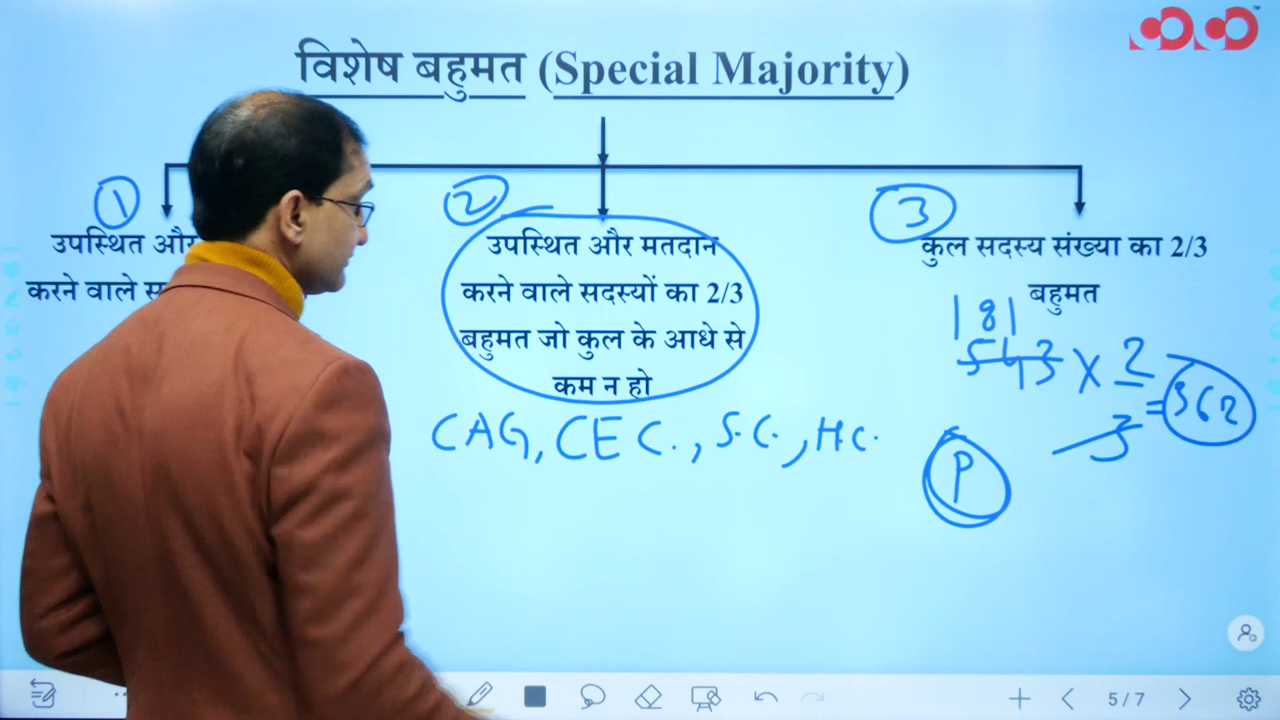 विशेष बहुमत (Special Majority)
1
उपस्थित और
करने वाले
2
उपस्थित और मतदान
करने वाले सदस्यों का 2/3
बहुमत जो कुल के आधे से
कम न हो
CAG, CEC., S.C., H.C.
3
कुल सदस्य संख्या का 2/3
बहुमत
181
543 × 2
3
= 362
P
5 / 7